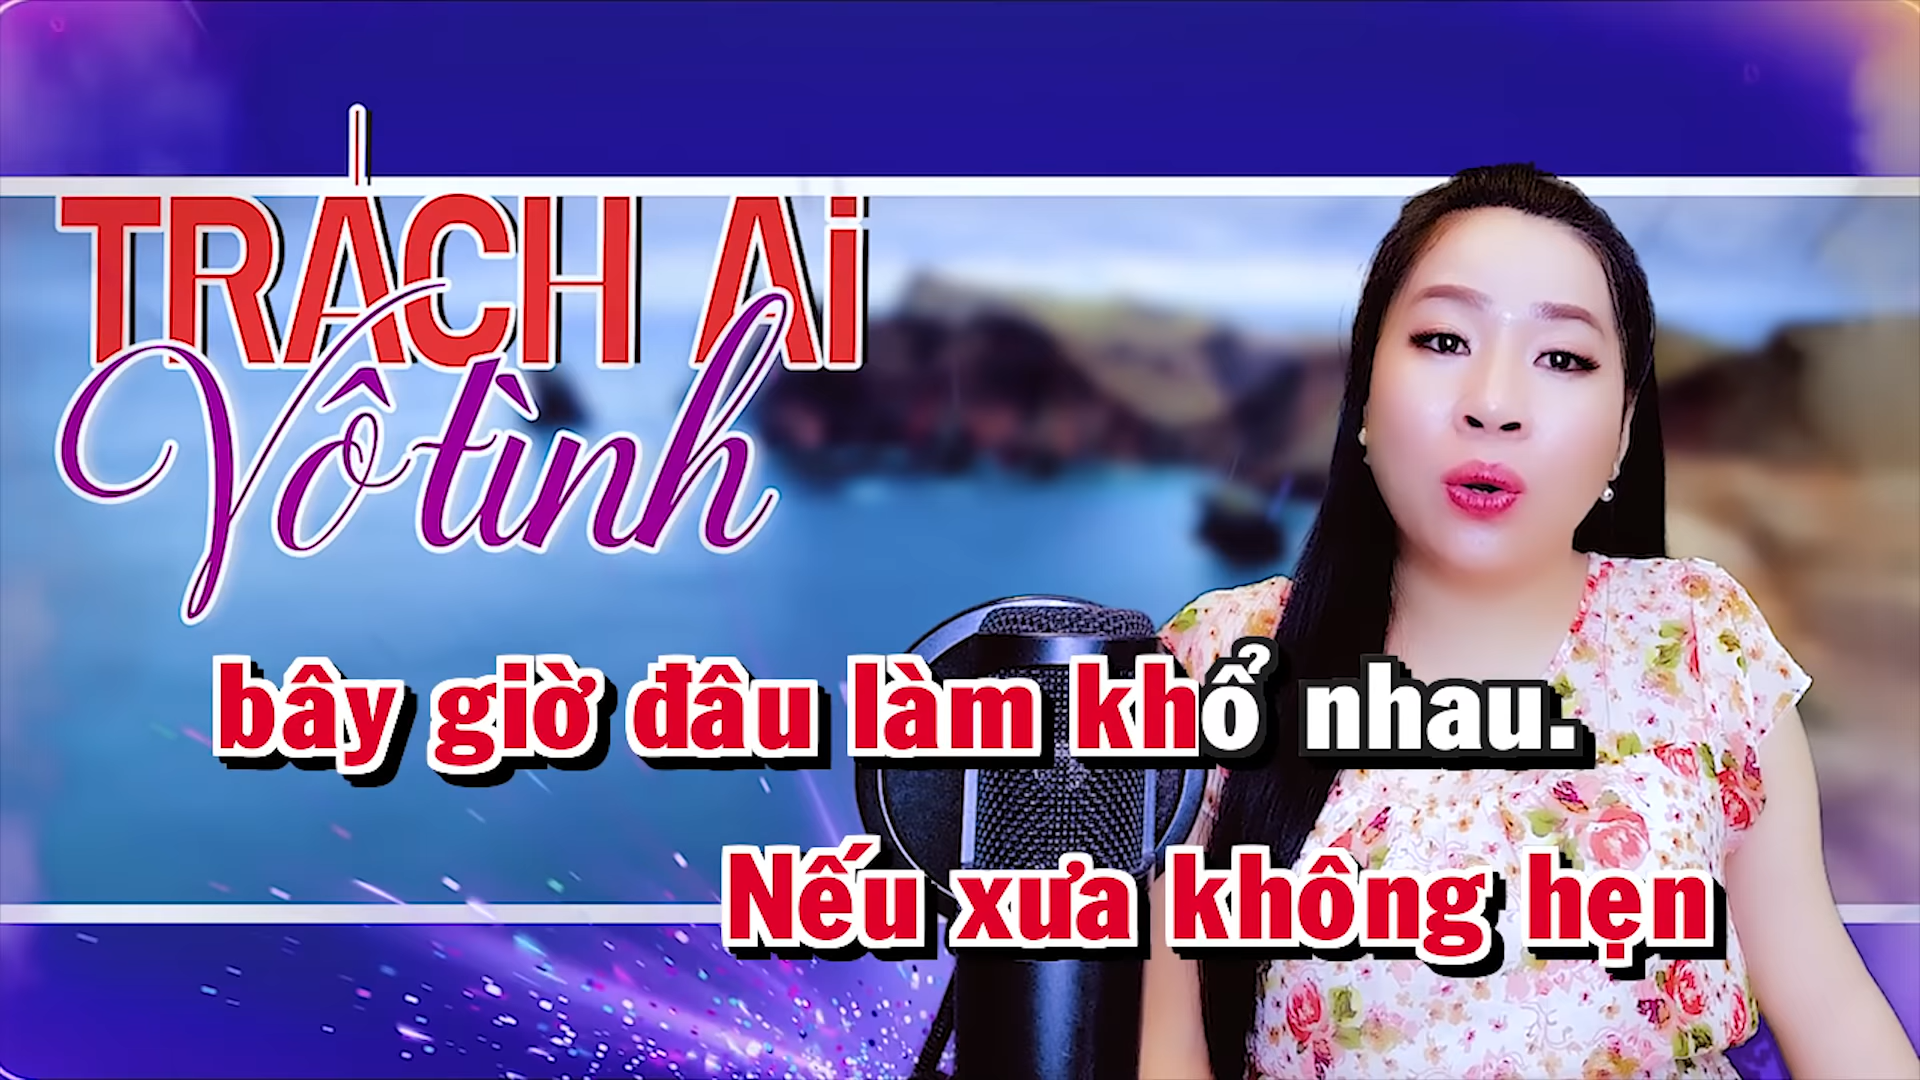 TRÁCH Ai
Vô tình
bây giờ đâu làm khổ nhau.
Nếu xưa không hẹn